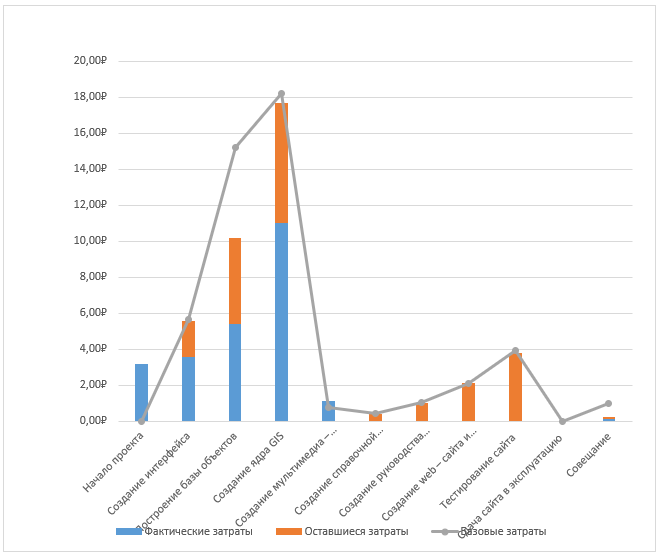 20,00₽
18,00₽
16,00₽
14,00₽
12,00₽
10,00₽
8,00₽
6,00₽
4,00₽
2,00₽
0,00₽
Начало проекта
Создание интерфейса
Построение базы объектов
Создание ядра GIS
Создание мультимедиа –...
Создание справочной...
Создание руководства...
Создание web – сайта и...
Тестирование сайта
Сдача сайта в эксплуатацию
Совещание
Фактические затраты
Оставшиеся затраты
Базовые затраты